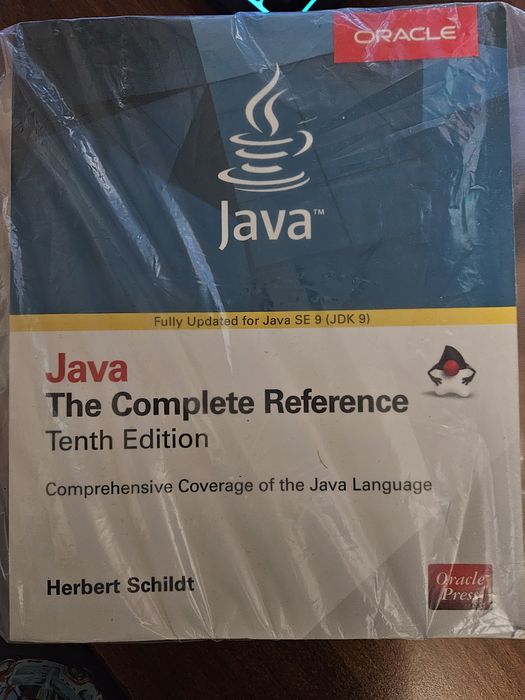 ORACLE
Java™
Fully Updated for Java SE 9 (JDK 9)
Java
The Complete Reference
Tenth Edition
Comprehensive Coverage of the Java Language
Herbert Schildt
Oracle
Press